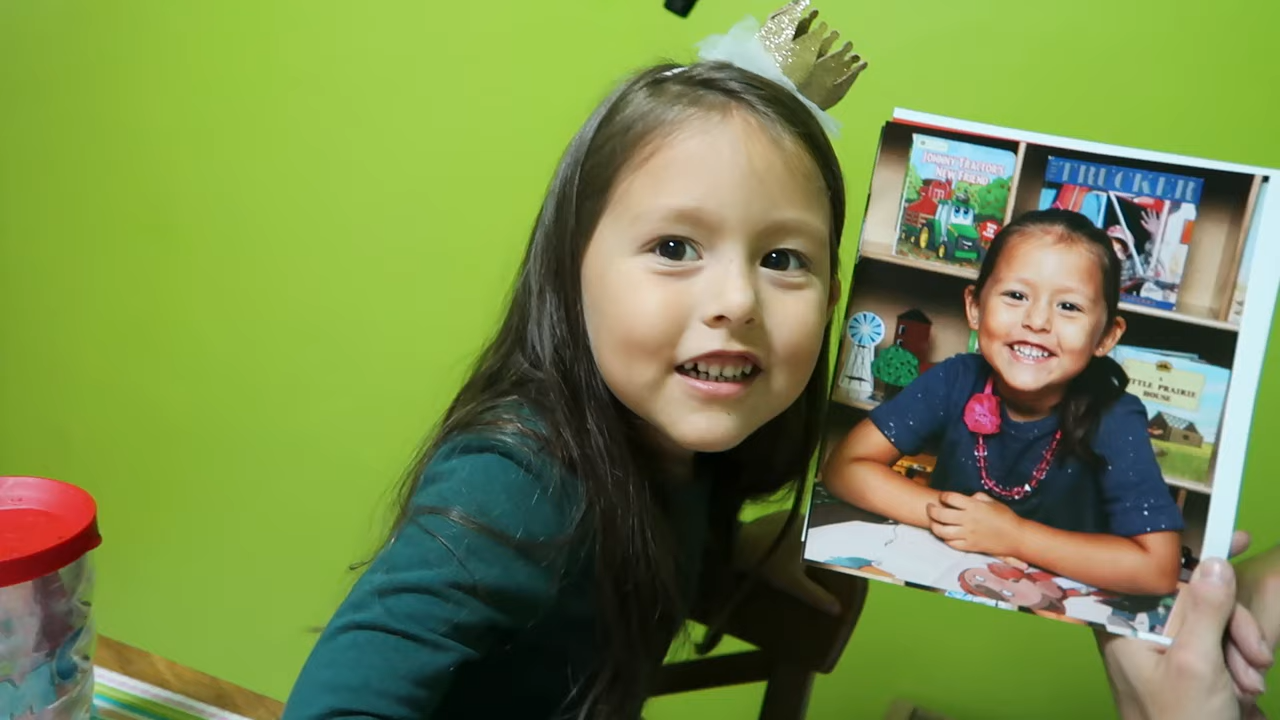 JOHNNY TRACTOR'S
NEW FRIEND
TRUCKER
A
LITTLE PRAIRIE
HOUSE